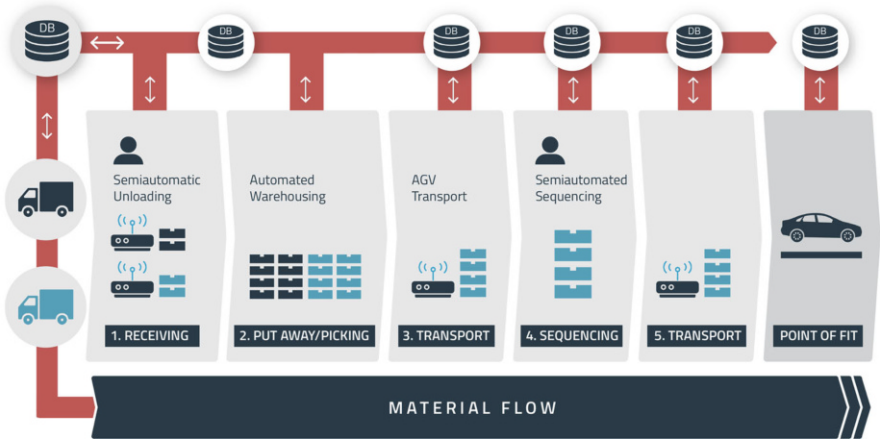 DB
DB
DB
DB
DB
DB
Semiautomatic
Unloading
Automated
Warehousing
AGV
Transport
Semiautomated
Sequencing
1. RECEIVING
2. PUT AWAY/PICKING
3. TRANSPORT
4. SEQUENCING
5. TRANSPORT
POINT OF FIT
MATERIAL FLOW